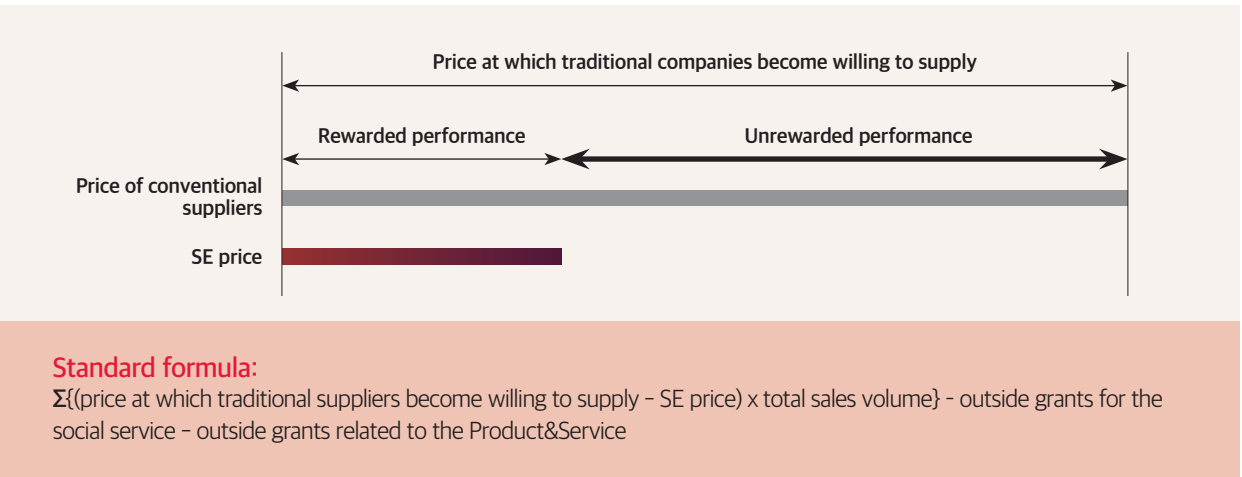 Price at which traditional companies become willing to supply
Rewarded performance
Unrewarded performance
Price of conventional
suppliers
SE price
Standard formula:
Σ{(price at which traditional suppliers become willing to supply – SE price) x total sales volume} - outside grants for the
social service – outside grants related to the Product&Service